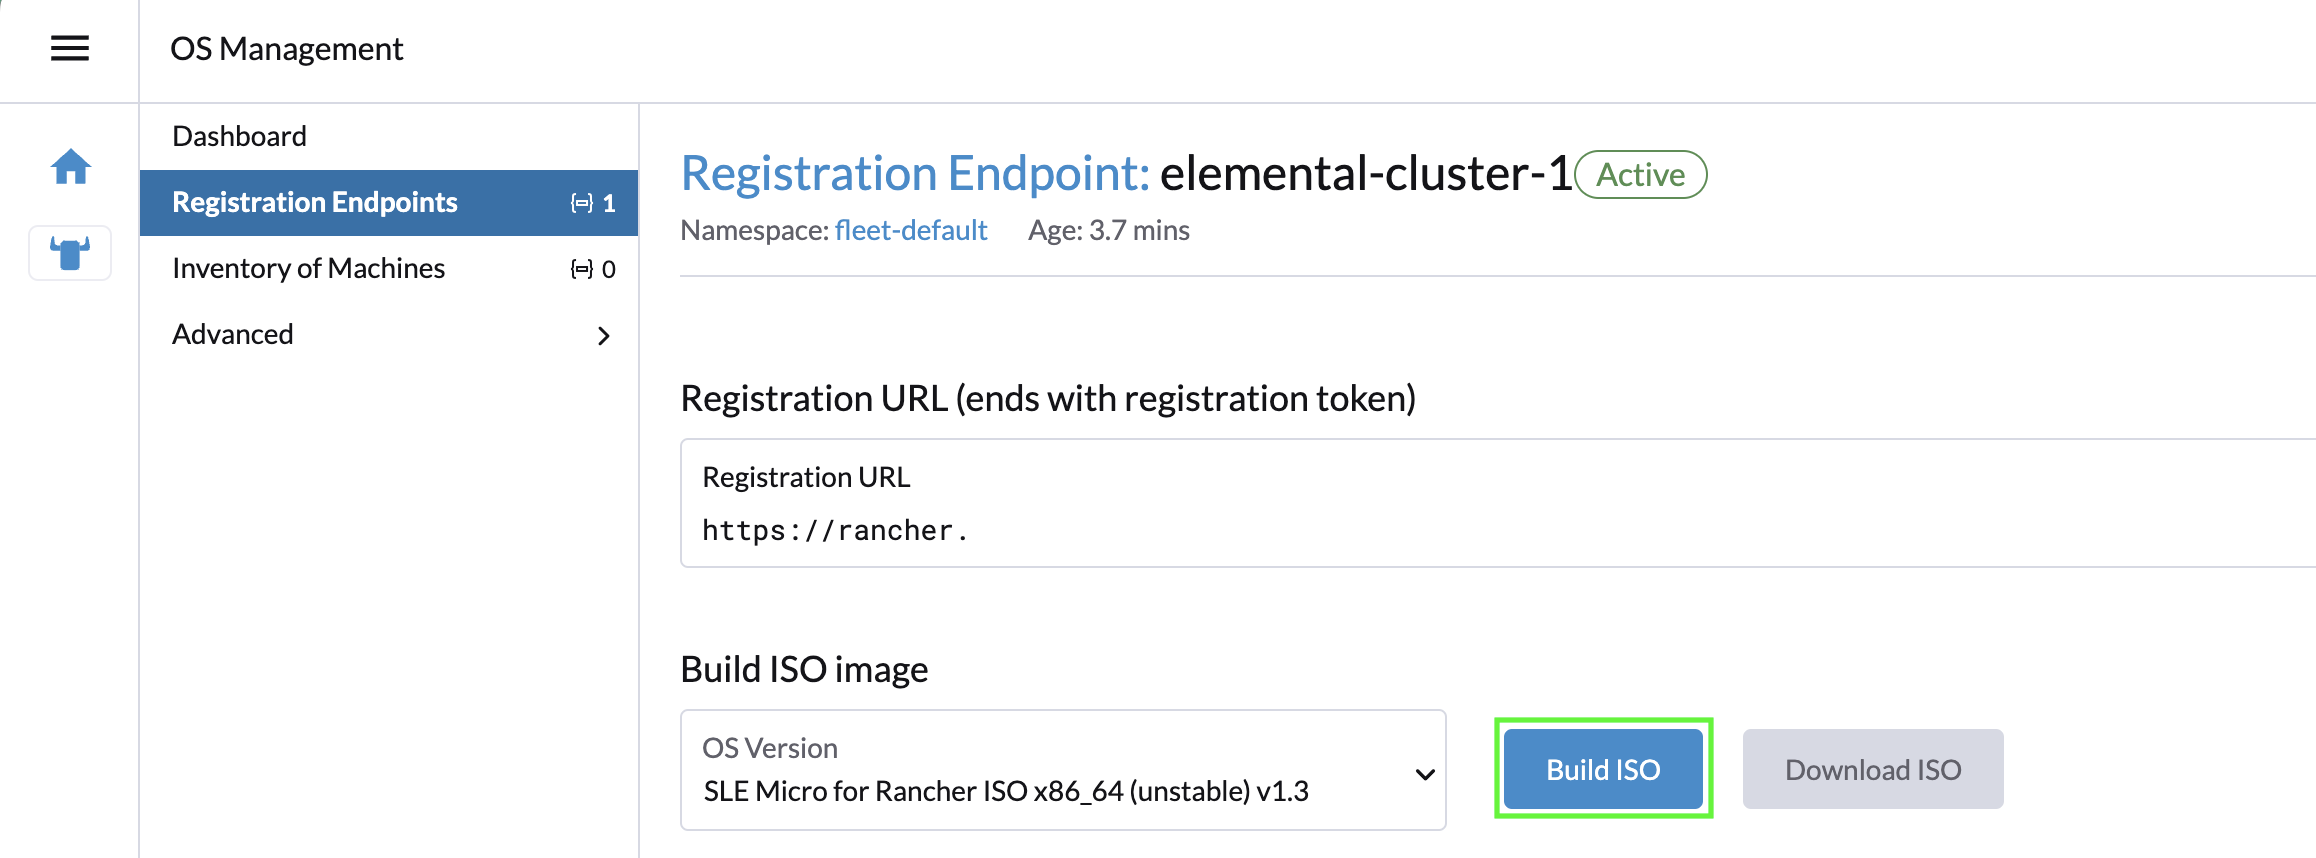 OS Management
Dashboard
Registration Endpoints 1
Inventory of Machines 0
Advanced
Registration Endpoint: elemental-cluster-1 Active
Namespace: fleet-default Age: 3.7 mins
Registration URL (ends with registration token)
Registration URL
https://rancher.
Build ISO image
OS Version
SLE Micro for Rancher ISO x86_64 (unstable) v1.3
Build ISO
Download ISO